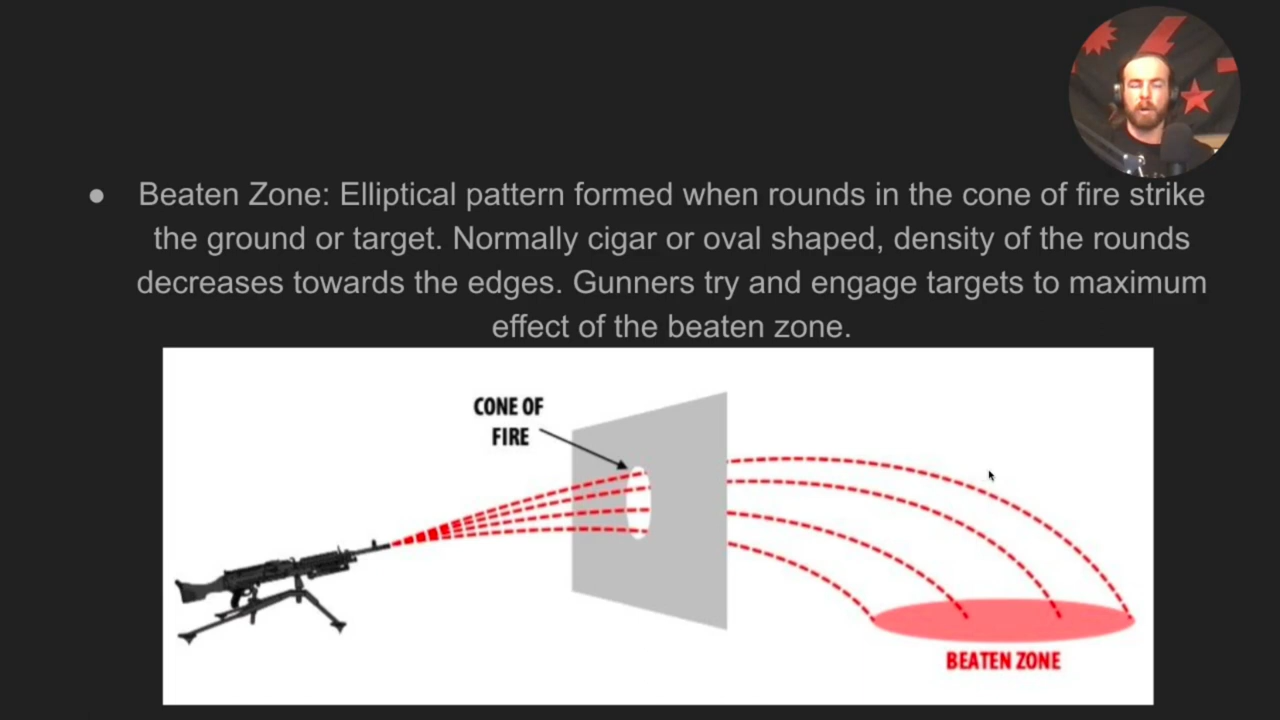 ● Beaten Zone: Elliptical pattern formed when rounds in the cone of fire strike
the ground or target. Normally cigar or oval shaped, density of the rounds
decreases towards the edges. Gunners try and engage targets to maximum
effect of the beaten zone.
CONE OF
FIRE
BEATEN ZONE